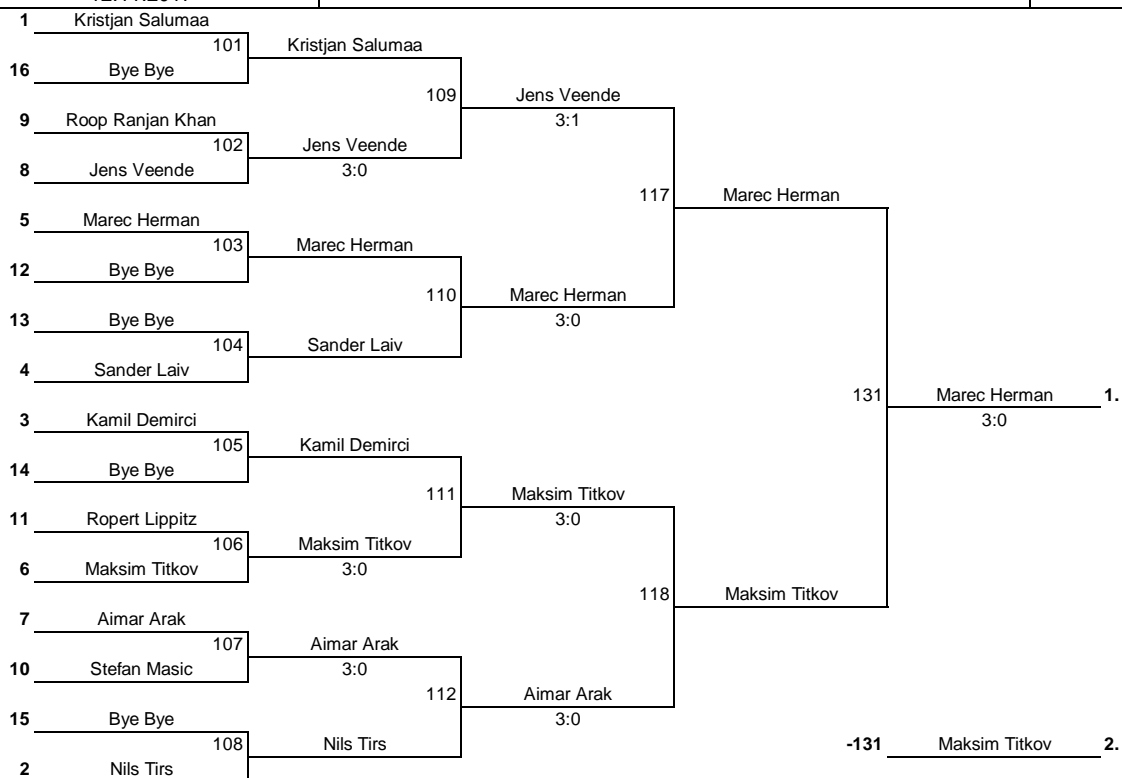 1 Kristjan Salumaa
101 Kristjan Salumaa
16 Bye Bye
109 Jens Veende
3:1
9 Roop Ranjan Khan
102 Jens Veende
3:0
8 Jens Veende
117 Marec Herman
5 Marec Herman
103 Marec Herman
12 Bye Bye
110 Marec Herman
3:0
13 Bye Bye
104 Sander Laiv
4 Sander Laiv
131 Marec Herman 1.
3:0
3 Kamil Demirci
105 Kamil Demirci
14 Bye Bye
111 Maksim Titkov
3:0
11 Ropert Lippitz
106 Maksim Titkov
3:0
6 Maksim Titkov
118 Maksim Titkov
7 Aimar Arak
107 Aimar Arak
3:0
10 Stefan Masic
112 Aimar Arak
3:0
15 Bye Bye
108 Nils Tirs
-131 Maksim Titkov 2.
2 Nils Tirs